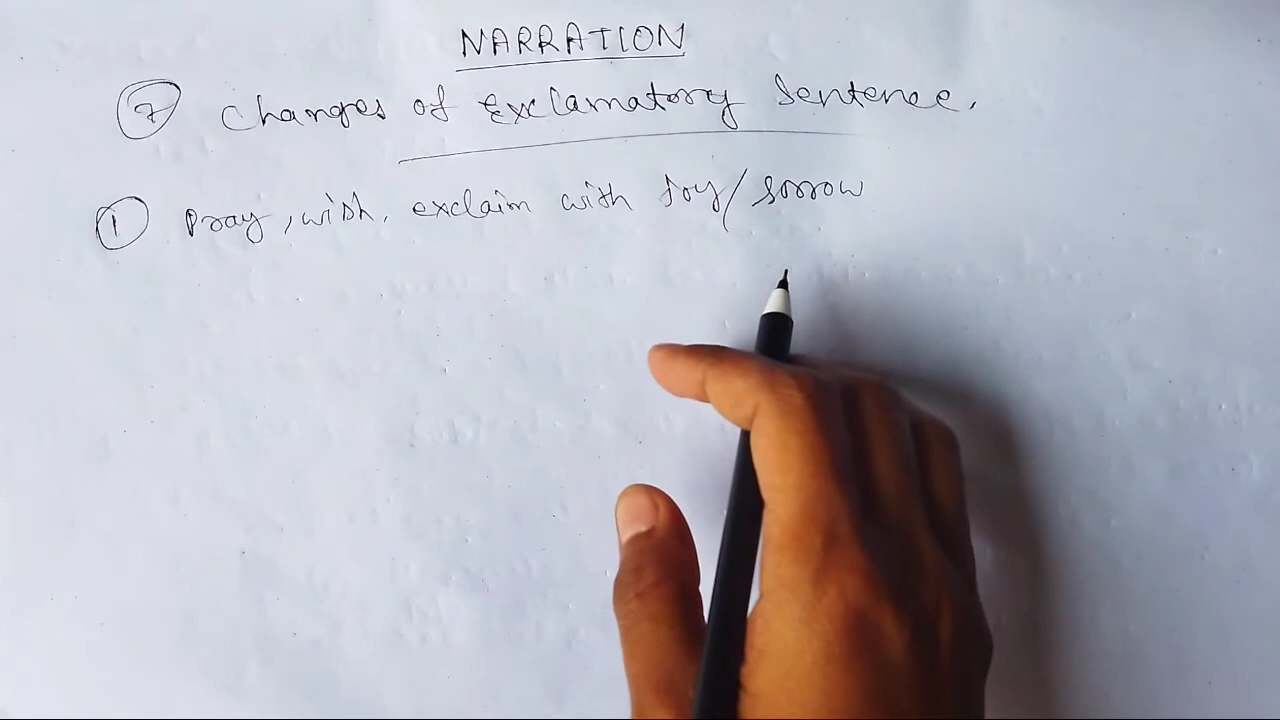 NARRATION
7 Changes of Exclamatory Sentence.
1 Pray, wish, exclaim with joy/sorrow